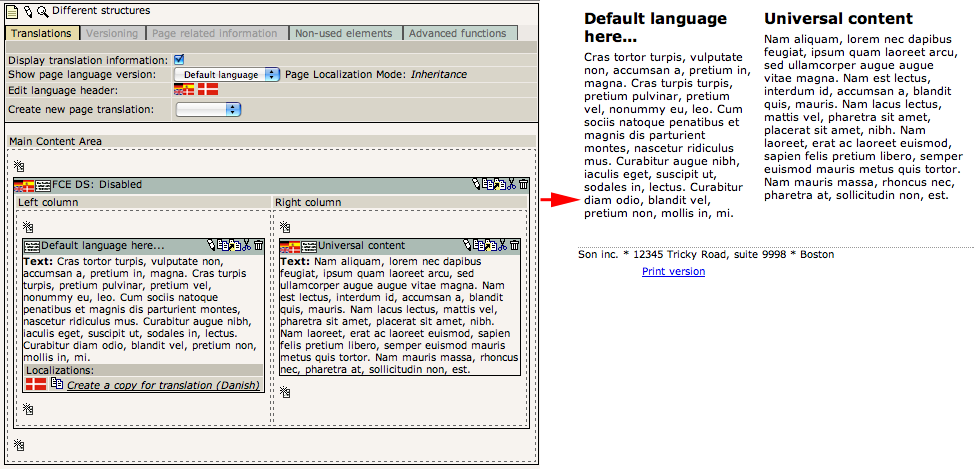 Different structures
Translations
Versioning
Page related information
Non-used elements
Advanced functions
Display translation information:
Show page language version: Default language Page Localization Mode: Inheritance
Edit language header:
Create new page translation:
Main Content Area
FCE DS: Disabled
Left column
Right column
Default language here...
Text: Cras tortor turpis, vulputate non,
accumsan a, pretium in, magna. Cras turpis
turpis, pretium pulvinar, pretium vel,
nonummy eu, leo. Cum sociis natoque
penatibus et magnis dis parturient montes,
nascetur ridiculus mus. Curabitur augue nibh,
iaculis eget, suscipit ut, sodales in, lectus.
Curabitur diam odio, blandit vel, pretium non,
mollis in, mi.
Localizations:
Create a copy for translation (Danish)
Universal content
Text: Nam aliquam, lorem nec dapibus
feugiat, ipsum quam laoreet arcu, sed
ullamcorper augue augue vitae magna. Nam
est lectus, interdum id, accumsan a, blandit
quis, mauris. Nam lacus lectus, mattis vel,
pharetra sit amet, placerat sit amet, nibh.
Nam laoreet, erat ac laoreet euismod, sapien
felis pretium libero, semper euismod mauris
metus quis tortor. Nam mauris massa, rhoncus
nec, pharetra at, sollicitudin non, est.
Default language
here...
Cras tortor turpis, vulputate
non, accumsan a, pretium in,
magna. Cras turpis turpis,
pretium pulvinar, pretium
vel, nonummy eu, leo. Cum
sociis natoque penatibus et
magnis dis parturient
montes, nascetur ridiculus
mus. Curabitur augue nibh,
iaculis eget, suscipit ut,
sodales in, lectus. Curabitur
diam odio, blandit vel,
pretium non, mollis in, mi.
Universal content
Nam aliquam, lorem nec dapibus
feugiat, ipsum quam laoreet arcu,
sed ullamcorper augue augue
vitae magna. Nam est lectus,
interdum id, accumsan a, blandit
quis, mauris. Nam lacus lectus,
mattis vel, pharetra sit amet,
placerat sit amet, nibh. Nam
laoreet, erat ac laoreet euismod,
sapien felis pretium libero, semper
euismod mauris metus quis tortor.
Nam mauris massa, rhoncus nec,
pharetra at, sollicitudin non, est.
Son inc. * 12345 Tricky Road, suite 9998 * Boston
Print version